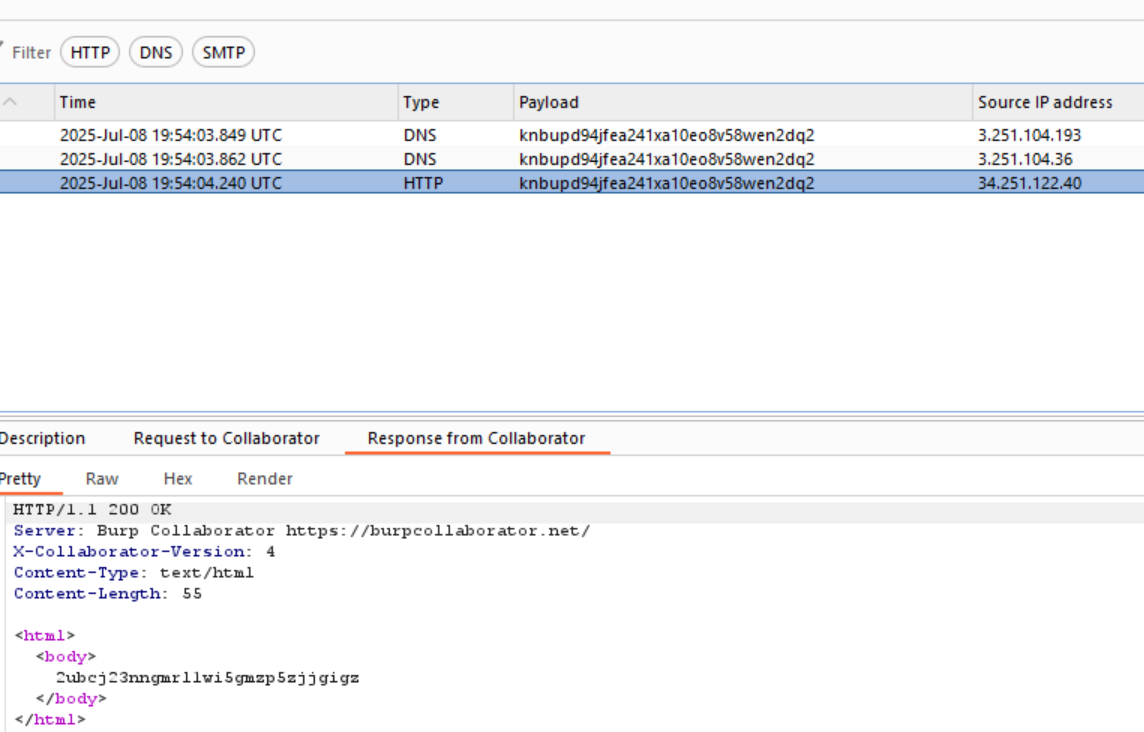 Filter HTTP DNS SMTP
Time Type Payload Source IP address
2025-Jul-08 19:54:03.849 UTC DNS knbupd94jfea241xa10eo8v58wen2dq2 3.251.104.193
2025-Jul-08 19:54:03.862 UTC DNS knbupd94jfea241xa10eo8v58wen2dq2 3.251.104.36
2025-Jul-08 19:54:04.240 UTC HTTP knbupd94jfea241xa10eo8v58wen2dq2 34.251.122.40
Description Request to Collaborator Response from Collaborator
Pretty Raw Hex Render
HTTP/1.1 200 OK
Server: Burp Collaborator https://burpcollaborator.net/
X-Collaborator-Version: 4
Content-Type: text/html
Content-Length: 55
<html>
<body>
2ubcj23nngmrllwi5gmzp5zjjgigz
</body>
</html>